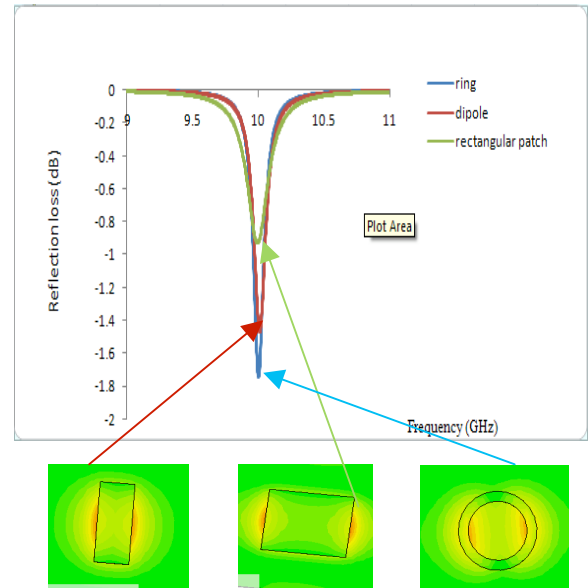 ring
dipole
rectangular patch
0
-0.2
-0.4
-0.6
-0.8
-1
-1.2
-1.4
-1.6
-1.8
-2
9 9.5 10 10.5 11
Reflection loss (dB)
Plot Area
Frequency (GHz)